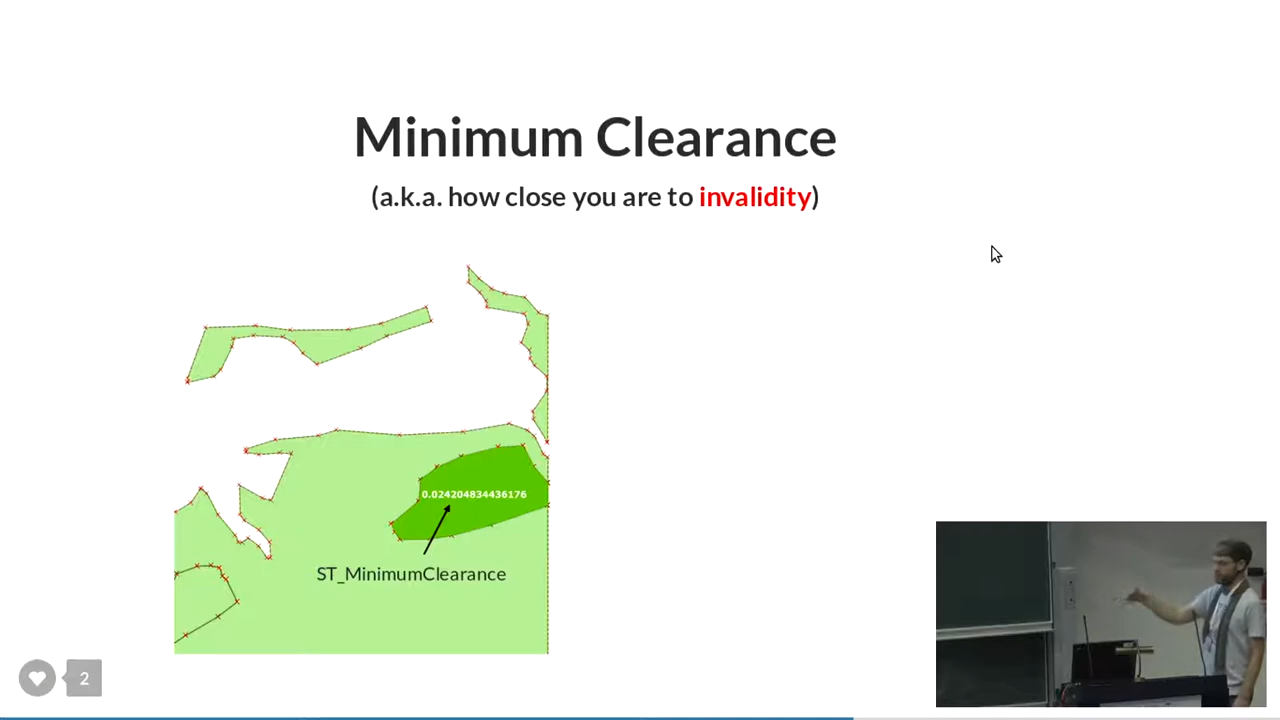 Minimum Clearance
(a.k.a. how close you are to invalidity)
0.024204834436176
ST_MinimumClearance
2